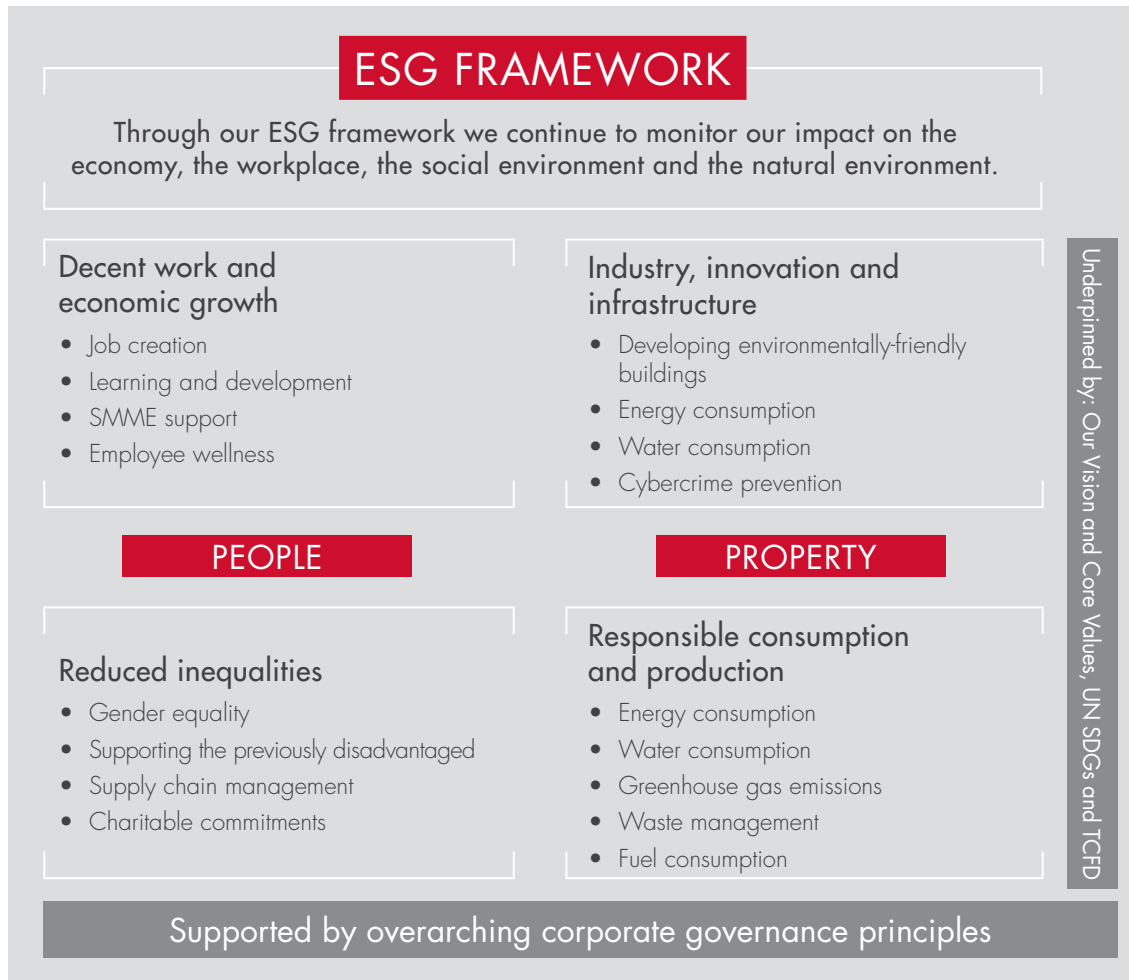 ESG FRAMEWORK
Through our ESG framework we continue to monitor our impact on the
economy, the workplace, the social environment and the natural environment.
Decent work and
economic growth
• Job creation
• Learning and development
• SMME support
• Employee wellness
Industry, innovation and
infrastructure
• Developing environmentally-friendly
buildings
• Energy consumption
• Water consumption
• Cybercrime prevention
PEOPLE
PROPERTY
Reduced inequalities
• Gender equality
• Supporting the previously disadvantaged
• Supply chain management
• Charitable commitments
Responsible consumption
and production
• Energy consumption
• Water consumption
• Greenhouse gas emissions
• Waste management
• Fuel consumption
Underpinned by: Our Vision and Core Values, UN SDGs and TCFD
Supported by overarching corporate governance principles